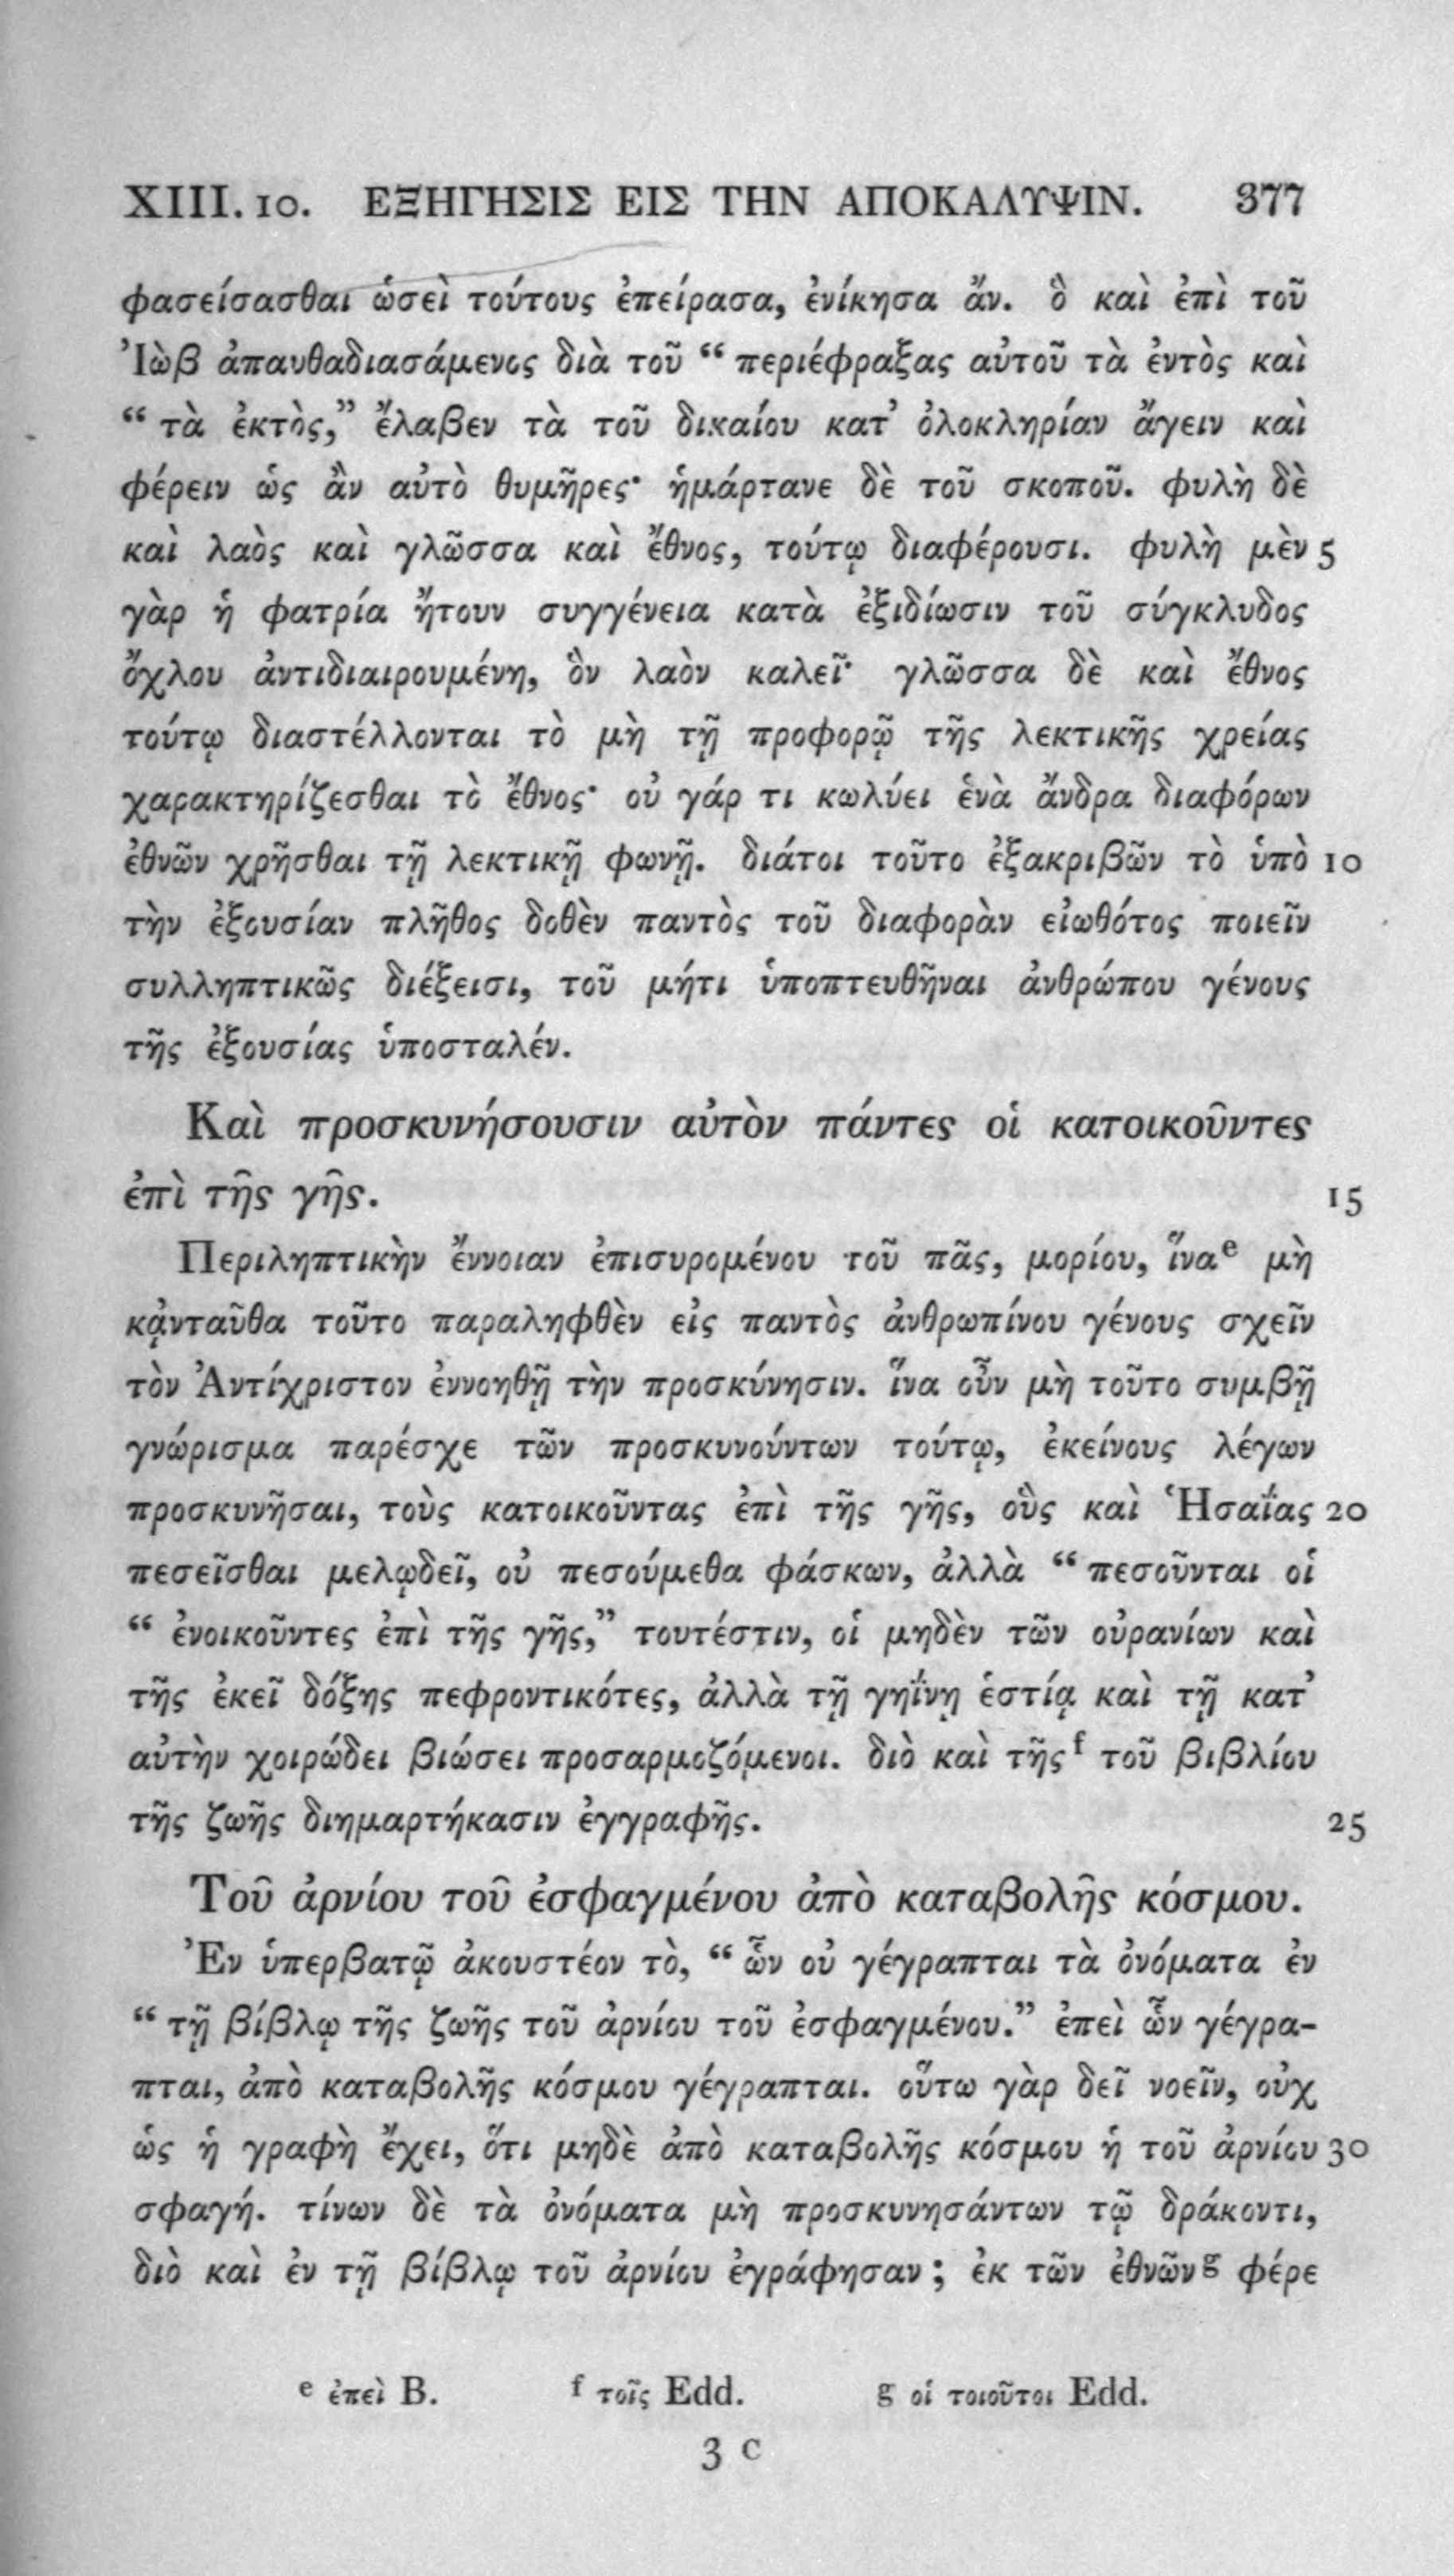 XIII. 10. ΕΞΗΓΗΣΙΣ ΕΙΣ ΤΗΝ ΑΠΟΚΑΛΥΨΙΝ. 377
φασείσασθαι ὡσεὶ τούτους ἐπείρασα, ἐνίκησα ἄν. ὃ καὶ ἐπὶ τοῦ
Ἰὼβ ἀπαυθαδιασάμενος διὰ τοῦ “ περιέφραξας αὐτοῦ τὰ ἐντὸς καὶ
“ τὰ ἐκτὸς,” ἔλαβεν τὰ τοῦ δικαίου κατ’ ὁλοκληρίαν ἄγειν καὶ
φέρειν ὡς ἂν αὐτὸ θυμῆρες· ἡμάρτανε δὲ τοῦ σκοποῦ. φυλὴ δὲ
καὶ λαὸς καὶ γλῶσσα καὶ ἔθνος, τούτῳ διαφέρουσι. φυλὴ μὲν 5
γὰρ ἡ φατρία ἤτουν συγγένεια κατὰ ἐξιδίωσιν τοῦ σύγκλυδος
ὄχλου ἀντιδιαιρουμένη, ὃν λαὸν καλεῖ· γλῶσσα δὲ καὶ ἔθνος
τούτῳ διαστέλλονται τὸ μὴ τῇ προφορᾷ τῆς λεκτικῆς χρείας
χαρακτηρίζεσθαι τὸ ἔθνος· οὐ γάρ τι κωλύει ἑνὰ ἄνδρα διαφόρων
ἐθνῶν χρῆσθαι τῇ λεκτικῇ φωνῇ. διάτοι τοῦτο ἐξακριβῶν τὸ ὑπὸ 10
τὴν ἐξουσίαν πλῆθος δοθὲν παντὸς τοῦ διαφορὰν εἰωθότος ποιεῖν
συλληπτικῶς διέξεισι, τοῦ μήτι ὑποπτευθῆναι ἀνθρώπου γένους
τῆς ἐξουσίας ὑποσταλέν.
Καὶ προσκυνήσουσιν αὐτὸν πάντες οἱ κατοικοῦντες
ἐπὶ τῆς γῆς. 15
Περιληπτικὴν ἔννοιαν ἐπισυρομένου τοῦ πᾶς, μορίου, ἵναᵉ μὴ
κᾀνταῦθα τοῦτο παραληφθὲν εἰς παντὸς ἀνθρωπίνου γένους σχεῖν
τὸν Ἀντίχριστον ἐννοηθῇ τὴν προσκύνησιν. ἵνα οὖν μὴ τοῦτο συμβῇ
γνώρισμα παρέσχε τῶν προσκυνούντων τούτῳ, ἐκείνους λέγων
προσκυνῆσαι, τοὺς κατοικοῦντας ἐπὶ τῆς γῆς, οὓς καὶ Ἡσαΐας 20
πεσεῖσθαι μελῳδεῖ, οὐ πεσούμεθα φάσκων, ἀλλὰ “ πεσοῦνται οἱ
“ ἐνοικοῦντες ἐπὶ τῆς γῆς,” τουτέστιν, οἱ μηδὲν τῶν οὐρανίων καὶ
τῆς ἐκεῖ δόξης πεφροντικότες, ἀλλὰ τῇ γηΐνῃ ἑστίᾳ καὶ τῇ κατ’
αὐτὴν χοιρώδει βιώσει προσαρμοζόμενοι. διὸ καὶ τῆςᶠ τοῦ βιβλίου
τῆς ζωῆς διημαρτήκασιν ἐγγραφῆς. 25
Τοῦ ἀρνίου τοῦ ἐσφαγμένου ἀπὸ καταβολῆς κόσμου.
Ἐν ὑπερβατῷ ἀκουστέον τὸ, “ ὧν οὐ γέγραπται τὰ ὀνόματα ἐν
“ τῇ βίβλῳ τῆς ζωῆς τοῦ ἀρνίου τοῦ ἐσφαγμένου.” ἐπεὶ ὧν γέγρα-
πται, ἀπὸ καταβολῆς κόσμου γέγραπται. οὕτω γὰρ δεῖ νοεῖν, οὐχ
ὡς ἡ γραφὴ ἔχει, ὅτι μηδὲ ἀπὸ καταβολῆς κόσμου ἡ τοῦ ἀρνίου 30
σφαγή. τίνων δὲ τὰ ὀνόματα μὴ προσκυνησάντων τῷ δράκοντι,
διὸ καὶ ἐν τῇ βίβλῳ τοῦ ἀρνίου ἐγράφησαν ; ἐκ τῶν ἐθνῶνᵍ φέρε
ᵉ ἐπεὶ B. ᶠ τοῖς Edd. ᵍ οἱ τοιοῦτοι Edd.
3 C